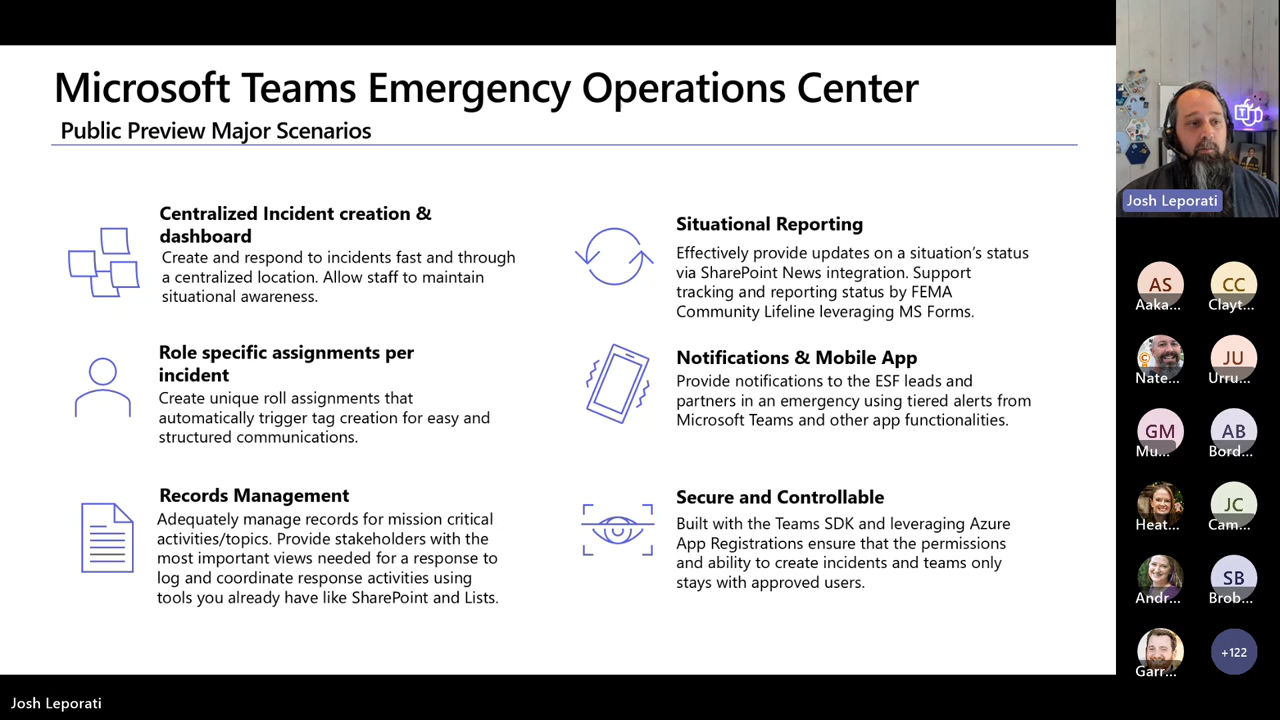 Microsoft Teams Emergency Operations Center
Public Preview Major Scenarios
Centralized Incident creation &
dashboard
Create and respond to incidents fast and through
a centralized location. Allow staff to maintain
situational awareness.
Role specific assignments per
incident
Create unique roll assignments that
automatically trigger tag creation for easy and
structured communications.
Records Management
Adequately manage records for mission critical
activities/topics. Provide stakeholders with the
most important views needed for a response to
log and coordinate response activities using
tools you already have like SharePoint and Lists.
Situational Reporting
Effectively provide updates on a situation's status
via SharePoint News integration. Support
tracking and reporting status by FEMA
Community Lifeline leveraging MS Forms.
Notifications & Mobile App
Provide notifications to the ESF leads and
partners in an emergency using tiered alerts from
Microsoft Teams and other app functionalities.
Secure and Controllable
Built with the Teams SDK and leveraging Azure
App Registrations ensure that the permissions
and ability to create incidents and teams only
stays with approved users.
Josh Leporati
AS
Aaka...
CC
Clayt...
Nate...
JU
Urru...
GM
Mu...
AB
Bord...
Heat...
JC
Cam...
Andr...
SB
Brob...
Garr...
+122
Josh Leporati